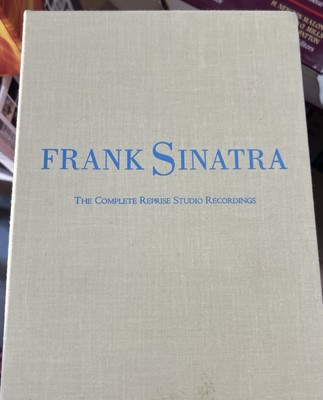 FRANK SINATRA
THE COMPLETE REPRISE STUDIO RECORDINGS